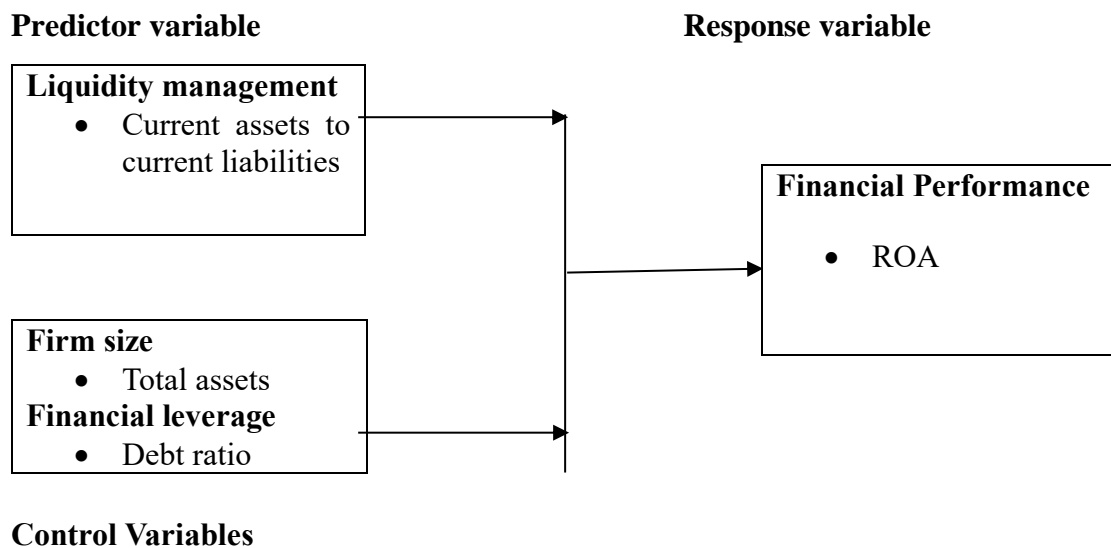 Predictor variable
Response variable
Liquidity management
• Current assets to
current liabilities
Financial Performance
• ROA
Firm size
• Total assets
Financial leverage
• Debt ratio
Control Variables